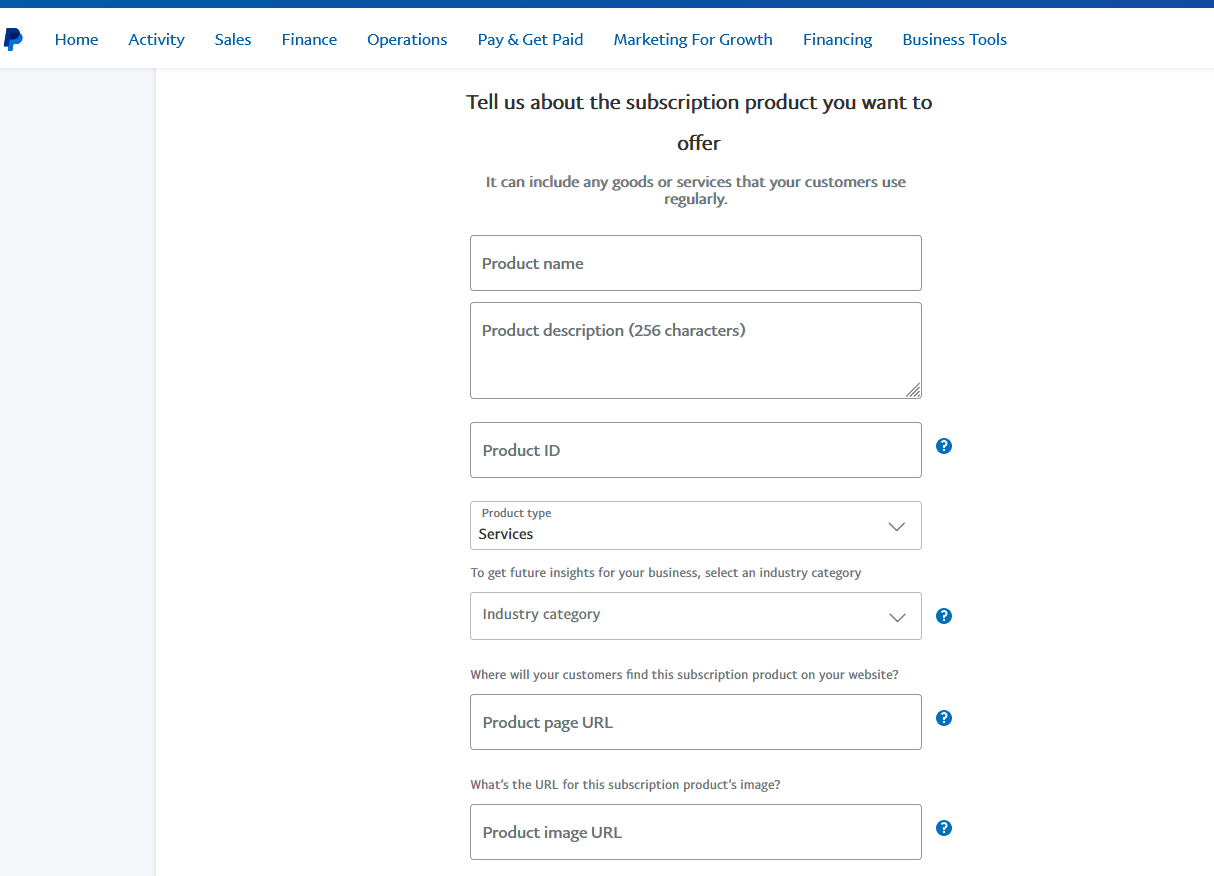 Home Activity Sales Finance Operations Pay & Get Paid Marketing For Growth Financing Business Tools
Tell us about the subscription product you want to
offer
It can include any goods or services that your customers use
regularly.
Product name
Product description (256 characters)
Product ID
?
Product type
Services
To get future insights for your business, select an industry category
Industry category
?
Where will your customers find this subscription product on your website?
Product page URL
?
What's the URL for this subscription product's image?
Product image URL
?